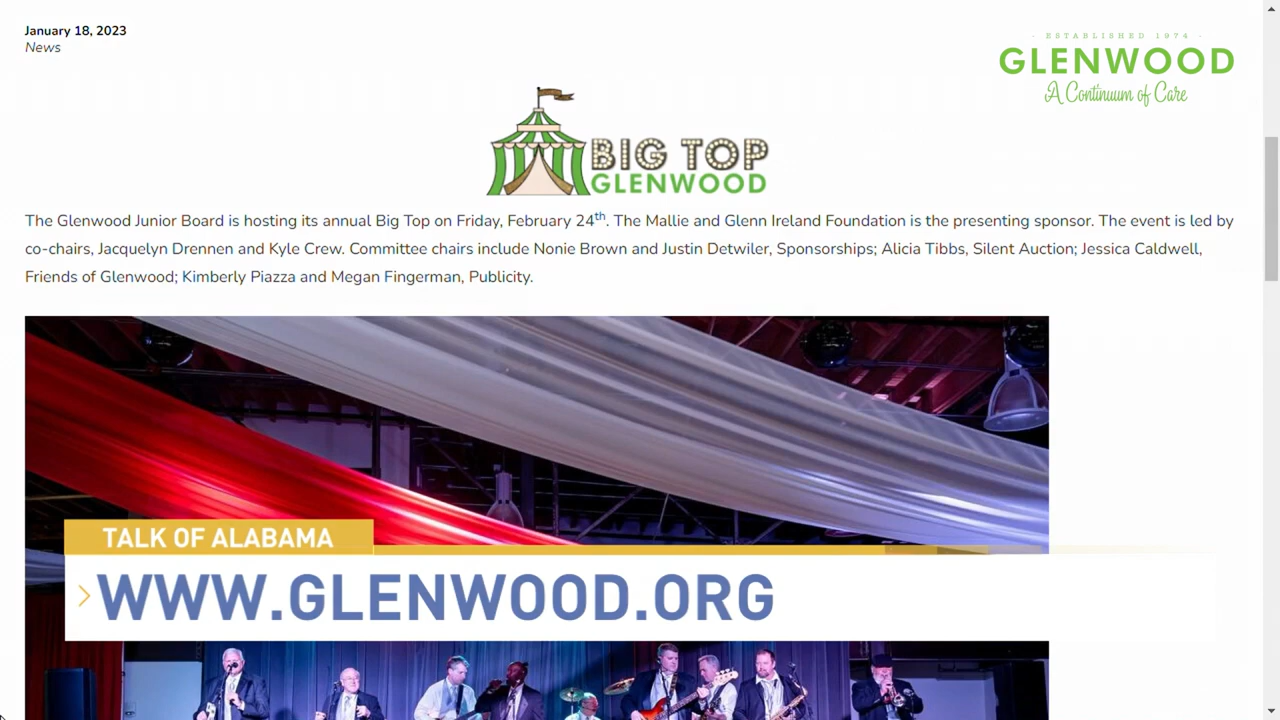 January 18, 2023
News
- ESTABLISHED 1974 -
GLENWOOD
A Continuum of Care
BIG TOP
GLENWOOD
The Glenwood Junior Board is hosting its annual Big Top on Friday, February 24th. The Mallie and Glenn Ireland Foundation is the presenting sponsor. The event is led by
co-chairs, Jacquelyn Drennen and Kyle Crew. Committee chairs include Nonie Brown and Justin Detwiler, Sponsorships; Alicia Tibbs, Silent Auction; Jessica Caldwell,
Friends of Glenwood; Kimberly Piazza and Megan Fingerman, Publicity.
TALK OF ALABAMA
WWW.GLENWOOD.ORG